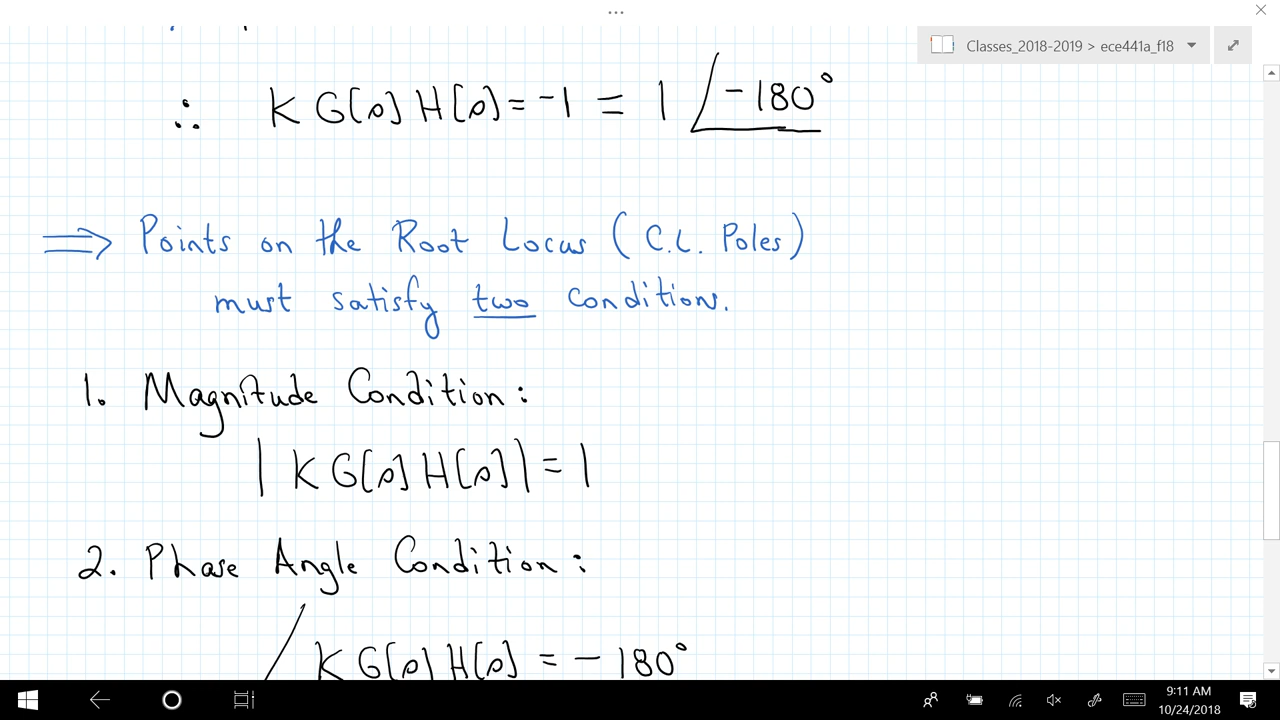 Classes_2018-2019 > ece441a_f18
∴ K G[s] H[s] = -1 = 1 /-180°
⟹ Points on the Root Locus (C.L. Poles)
must satisfy two conditions.
1. Magnitude Condition:
| K G[s] H[s] | = 1
2. Phase Angle Condition:
/ K G[s] H[s] = - 180°
9:11 AM
10/24/2018